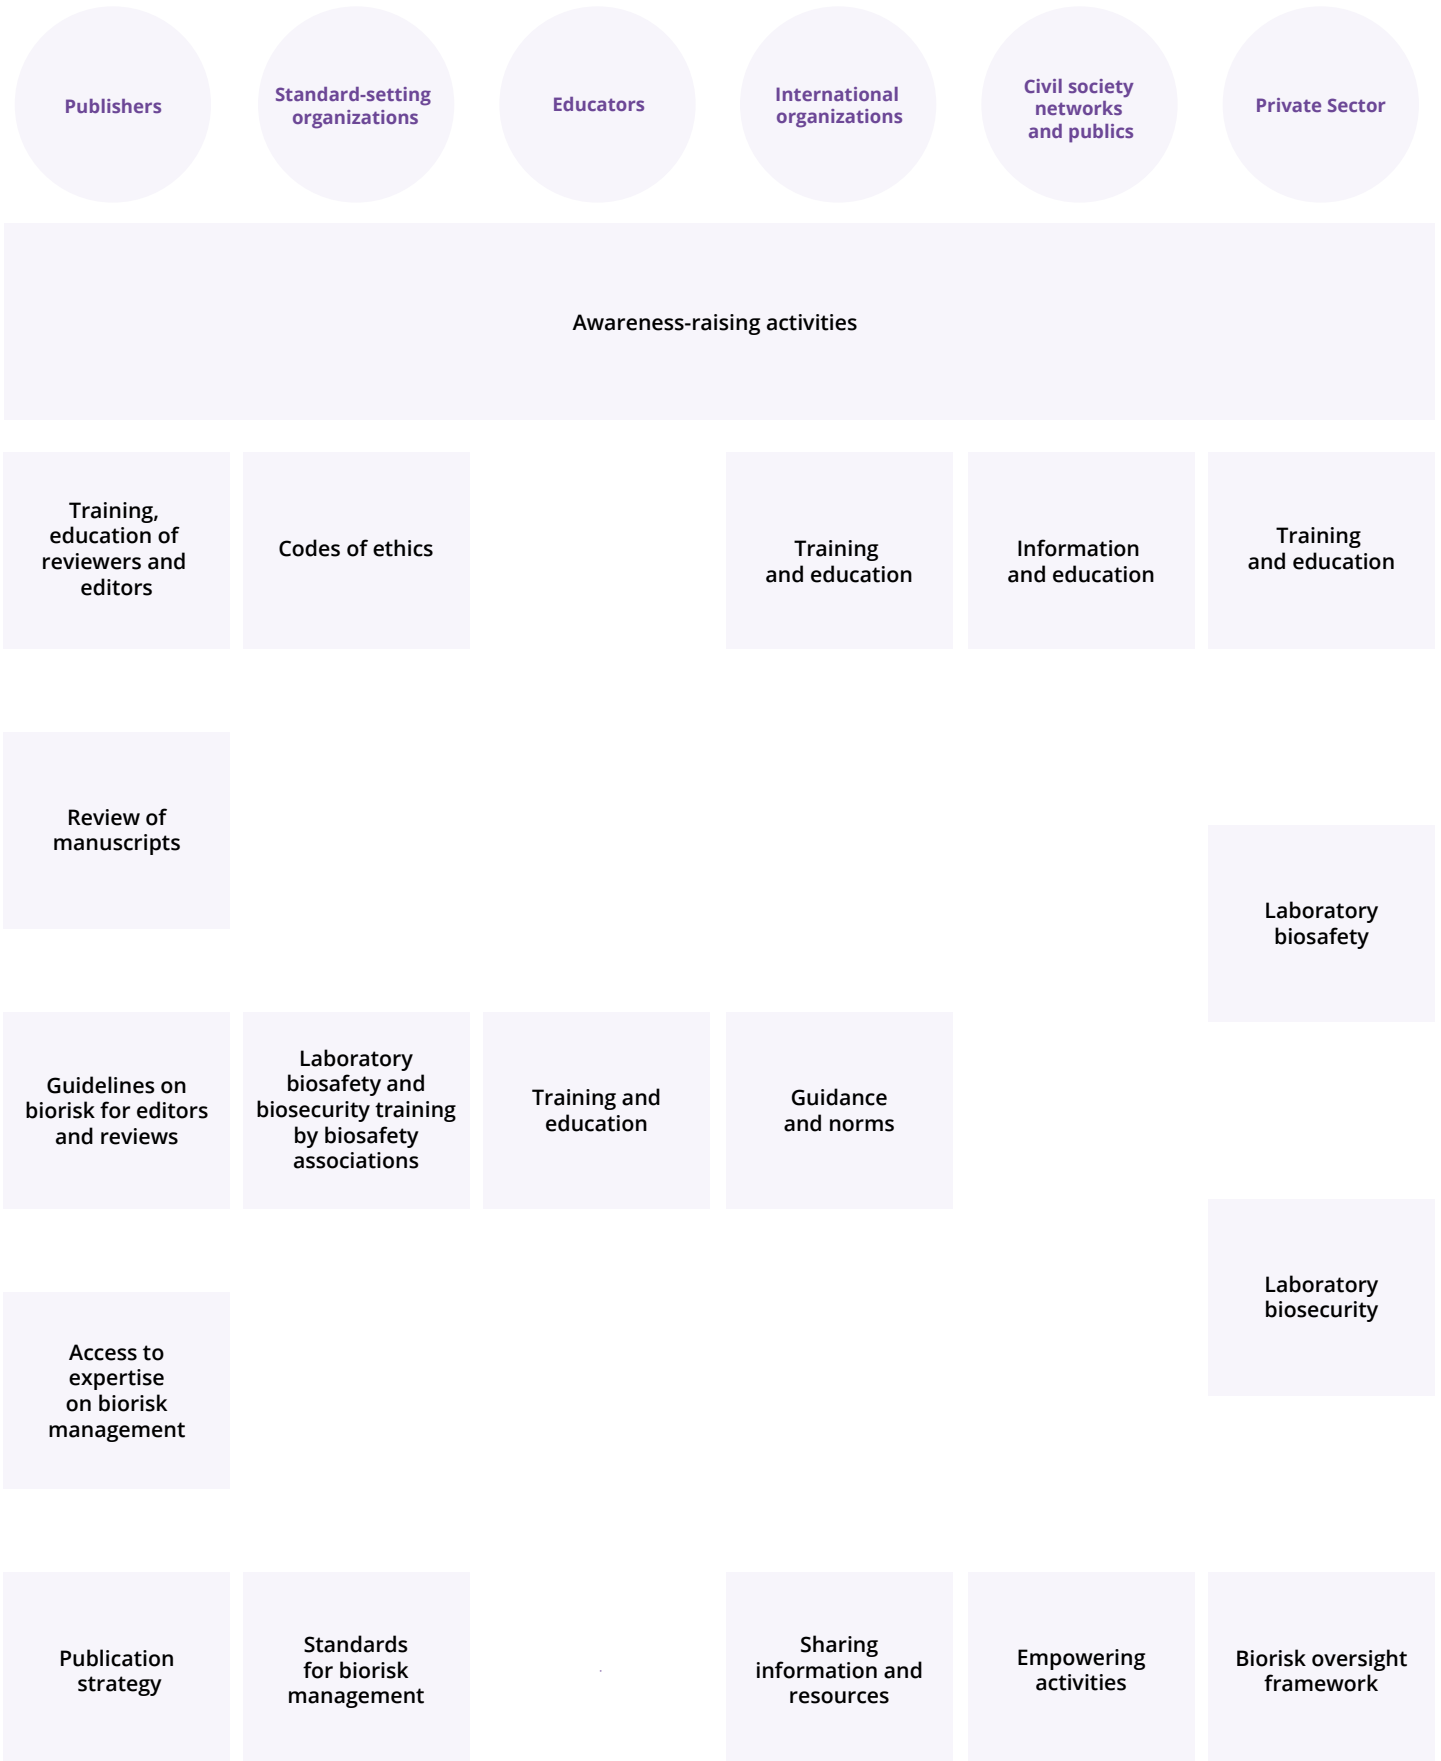 Publishers
Standard-setting
organizations
Educators
International
organizations
Civil society
networks
and publics
Private Sector
Awareness-raising activities
Training,
education of
reviewers and
editors
Codes of ethics
Training
and education
Information
and education
Training
and education
Review of
manuscripts
Laboratory
biosafety
Guidelines on
biorisk for editors
and reviews
Laboratory
biosafety and
biosecurity training
by biosafety
associations
Training and
education
Guidance
and norms
Laboratory
biosecurity
Access to
expertise
on biorisk
management
Publication
strategy
Standards
for biorisk
management
.
Sharing
information and
resources
Empowering
activities
Biorisk oversight
framework